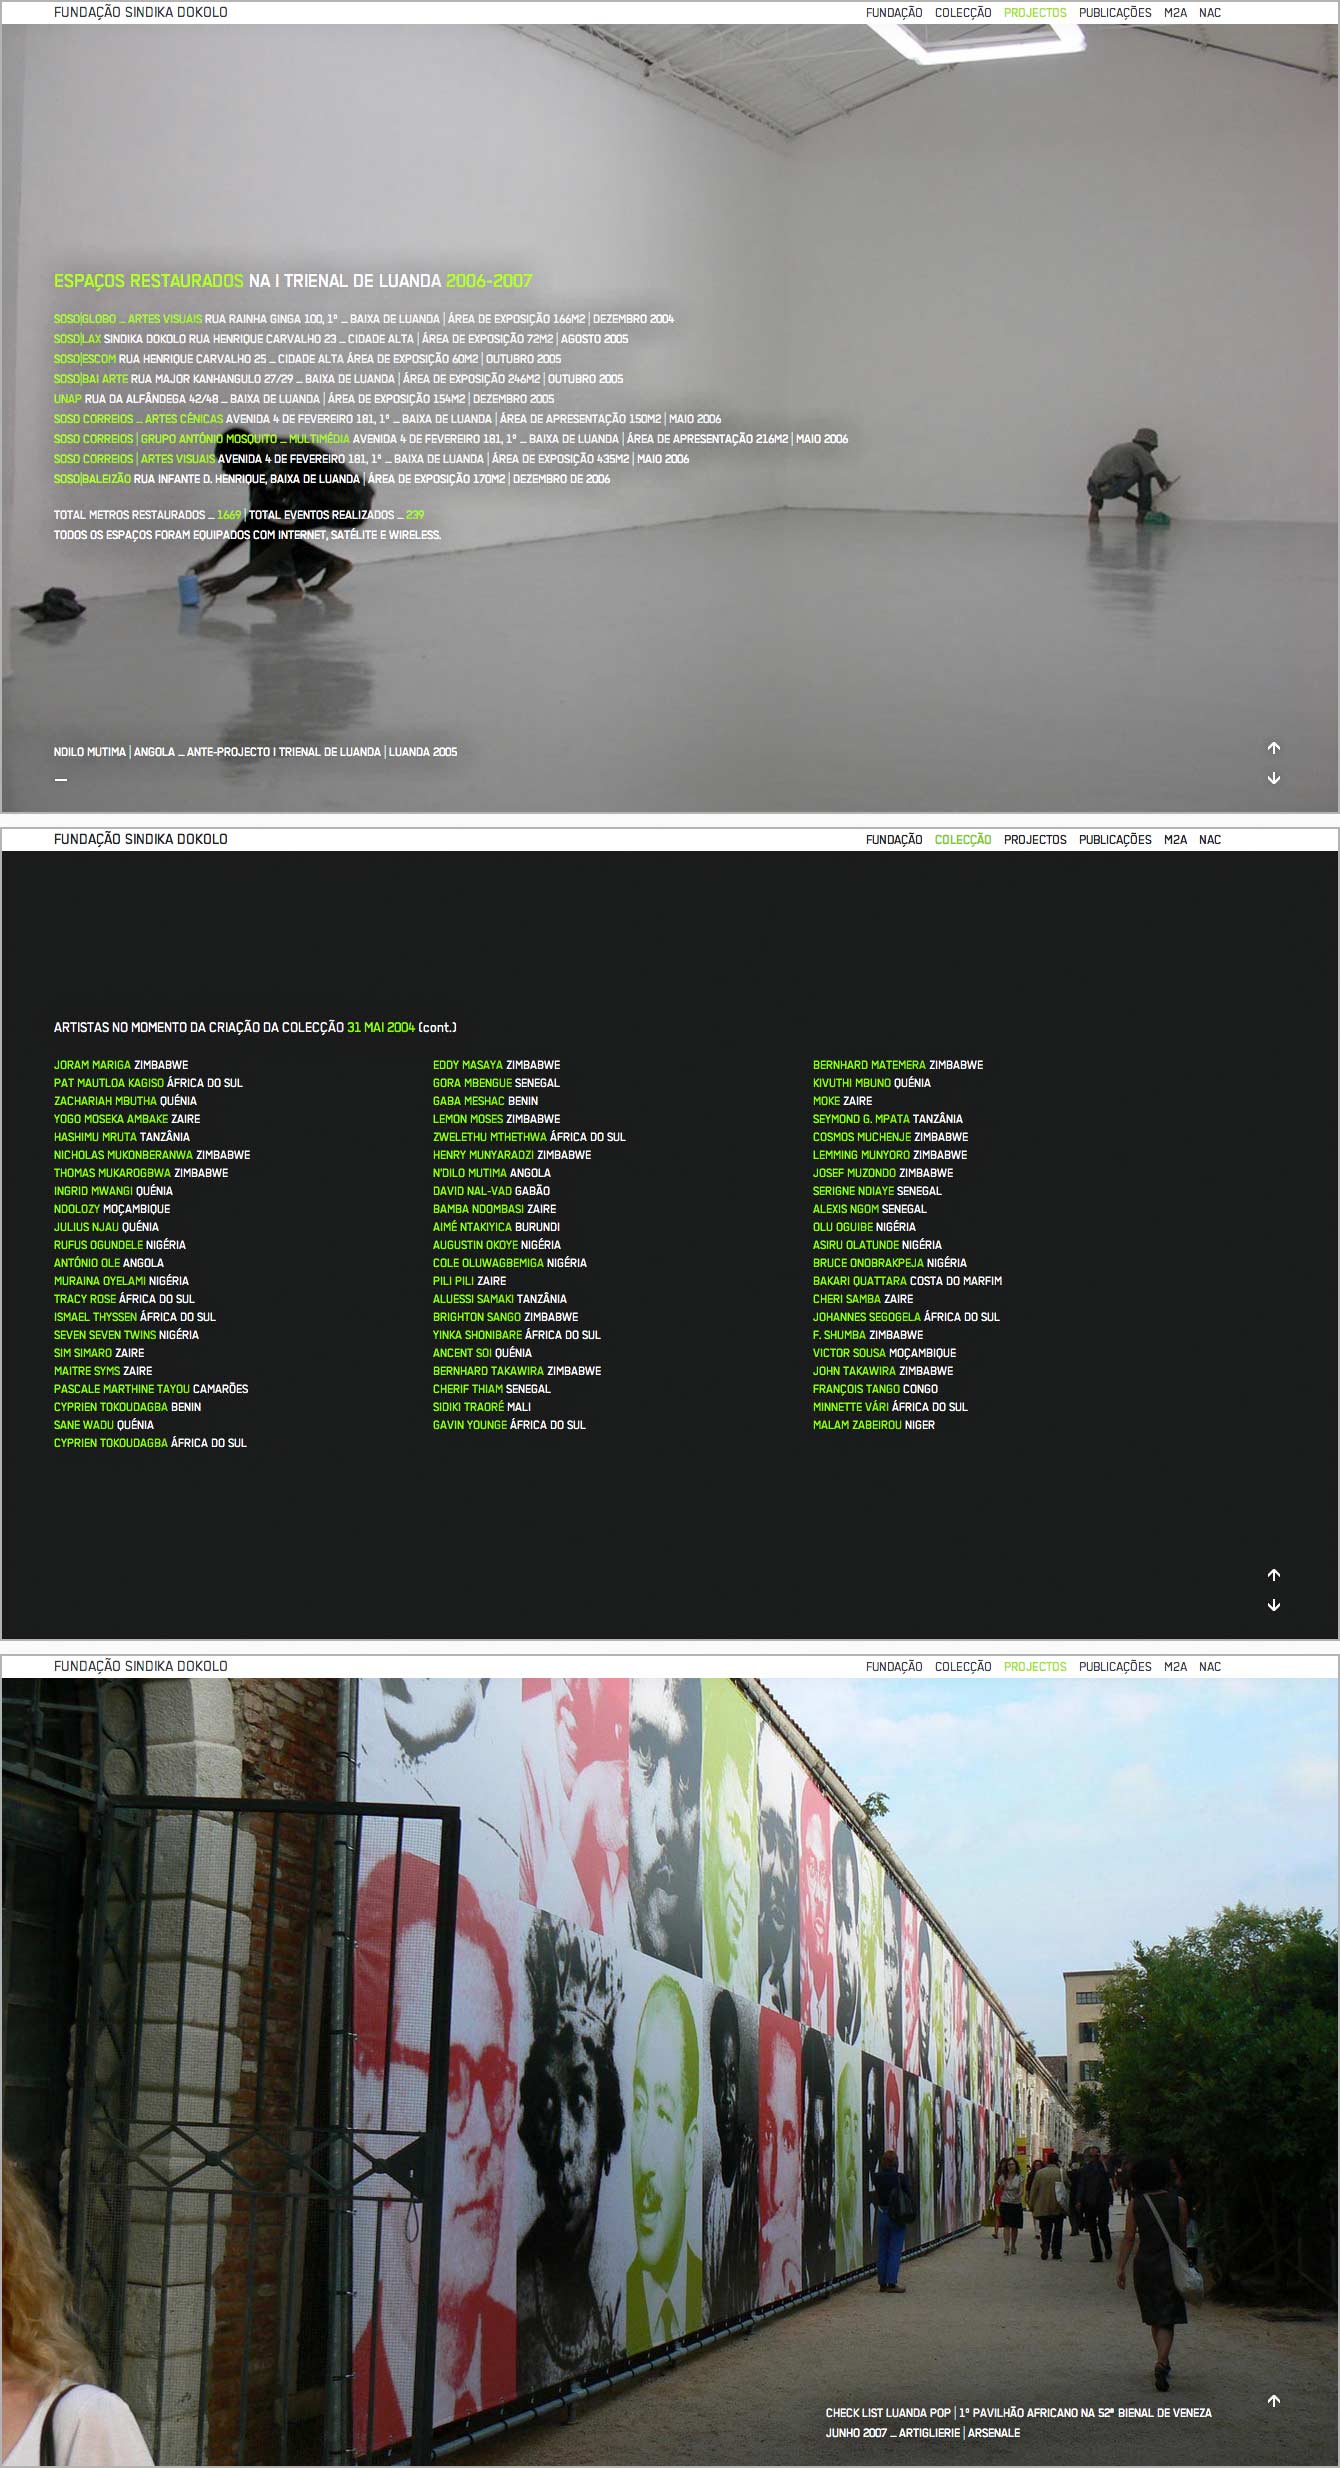 FUNDAÇÃO SINDIKA DOKOLO
FUNDAÇÃO COLECÇÃO PROJECTOS PUBLICAÇÕES M2A NAC
ESPAÇOS RESTAURADOS NA I TRIENAL DE LUANDA 2006-2007
SOSO|GLOBO _ ARTES VISUAIS RUA RAINHA GINGA 100, 1º _ BAIXA DE LUANDA | ÁREA DE EXPOSIÇÃO 166M2 | DEZEMBRO 2004
SOSO|LAX SINDIKA DOKOLO RUA HENRIQUE CARVALHO 23 _ CIDADE ALTA | ÁREA DE EXPOSIÇÃO 72M2 | AGOSTO 2005
SOSO|ESCOM RUA HENRIQUE CARVALHO 25 _ CIDADE ALTA ÁREA DE EXPOSIÇÃO 60M2 | OUTUBRO 2005
SOSO|BAI ARTE RUA MAJOR KANHANGULO 27/29 _ BAIXA DE LUANDA | ÁREA DE EXPOSIÇÃO 246M2 | OUTUBRO 2005
UNAP RUA DA ALFÂNDEGA 42/48 _ BAIXA DE LUANDA | ÁREA DE EXPOSIÇÃO 154M2 | DEZEMBRO 2005
SOSO CORREIOS _ ARTES CÉNICAS AVENIDA 4 DE FEVEREIRO 181, 1º _ BAIXA DE LUANDA | ÁREA DE APRESENTAÇÃO 150M2 | MAIO 2006
SOSO CORREIOS | GRUPO ANTÓNIO MOSQUITO _ MULTIMÉDIA AVENIDA 4 DE FEVEREIRO 181, 1º _ BAIXA DE LUANDA | ÁREA DE APRESENTAÇÃO 216M2 | MAIO 2006
SOSO CORREIOS | ARTES VISUAIS AVENIDA 4 DE FEVEREIRO 181, 1º _ BAIXA DE LUANDA | ÁREA DE EXPOSIÇÃO 435M2 | MAIO 2006
SOSO|BALEIZÃO RUA INFANTE D. HENRIQUE, BAIXA DE LUANDA | ÁREA DE EXPOSIÇÃO 170M2 | DEZEMBRO DE 2006
TOTAL METROS RESTAURADOS _ 1669 | TOTAL EVENTOS REALIZADOS _ 239
TODOS OS ESPAÇOS FORAM EQUIPADOS COM INTERNET, SATÉLITE E WIRELESS.
NDILO MUTIMA | ANGOLA _ ANTE-PROJECTO I TRIENAL DE LUANDA | LUANDA 2005
FUNDAÇÃO SINDIKA DOKOLO
FUNDAÇÃO COLECÇÃO PROJECTOS PUBLICAÇÕES M2A NAC
ARTISTAS NO MOMENTO DA CRIAÇÃO DA COLECÇÃO 31 MAI 2004 (cont.)
JORAM MARIGA ZIMBABWE
PAT MAUTLOA KAGISO ÁFRICA DO SUL
ZACHARIAH MBUTHA QUÉNIA
YOGO MOSEKA AMBAKE ZAIRE
HASHIMU MRUTA TANZÂNIA
NICHOLAS MUKONBERANWA ZIMBABWE
THOMAS MUKAROGBWA ZIMBABWE
INGRID MWANGI QUÉNIA
NDOLOZY MOÇAMBIQUE
JULIUS NJAU QUÉNIA
RUFUS OGUNDELE NIGÉRIA
ANTÓNIO OLE ANGOLA
MURAINA OYELAMI NIGÉRIA
TRACY ROSE ÁFRICA DO SUL
ISMAEL THYSSEN ÁFRICA DO SUL
SEVEN SEVEN TWINS NIGÉRIA
SIM SIMARO ZAIRE
MAITRE SYMS ZAIRE
PASCALE MARTHINE TAYOU CAMARÕES
CYPRIEN TOKOUDAGBA BENIN
SANE WADU QUÉNIA
CYPRIEN TOKOUDAGBA ÁFRICA DO SUL
EDDY MASAYA ZIMBABWE
GORA MBENGUE SENEGAL
GABA MESHAC BENIN
LEMON MOSES ZIMBABWE
ZWELETHU MTHETHWA ÁFRICA DO SUL
HENRY MUNYARADZI ZIMBABWE
N'DILO MUTIMA ANGOLA
DAVID NAL-VAD GABÃO
BAMBA NDOMBASI ZAIRE
AIMÉ NTAKIYICA BURUNDI
AUGUSTIN OKOYE NIGÉRIA
COLE OLUWAGBEMIGA NIGÉRIA
PILI PILI ZAIRE
ALUESSI SAMAKI TANZÂNIA
BRIGHTON SANGO ZIMBABWE
YINKA SHONIBARE ÁFRICA DO SUL
ANCENT SOI QUÉNIA
BERNHARD TAKAWIRA ZIMBABWE
CHERIF THIAM SENEGAL
SIDIKI TRAORÉ MALI
GAVIN YOUNGE ÁFRICA DO SUL
BERNHARD MATEMERA ZIMBABWE
KIVUTHI MBUNO QUÉNIA
MOKE ZAIRE
SEYMOND G. MPATA TANZÂNIA
COSMOS MUCHENJE ZIMBABWE
LEMMING MUNYORO ZIMBABWE
JOSEF MUZONDO ZIMBABWE
SERIGNE NDIAYE SENEGAL
ALEXIS NGOM SENEGAL
OLU OGUIBE NIGÉRIA
ASIRU OLATUNDE NIGÉRIA
BRUCE ONOBRAKPEJA NIGÉRIA
BAKARI QUATTARA COSTA DO MARFIM
CHERI SAMBA ZAIRE
JOHANNES SEGOGELA ÁFRICA DO SUL
F. SHUMBA ZIMBABWE
VICTOR SOUSA MOÇAMBIQUE
JOHN TAKAWIRA ZIMBABWE
FRANÇOIS TANGO CONGO
MINNETTE VÁRI ÁFRICA DO SUL
MALAM ZABEIROU NIGER
FUNDAÇÃO SINDIKA DOKOLO
FUNDAÇÃO COLECÇÃO PROJECTOS PUBLICAÇÕES M2A NAC
CHECK LIST LUANDA POP | 1º PAVILHÃO AFRICANO NA 52ª BIENAL DE VENEZA
JUNHO 2007 _ ARTIGLIERIE | ARSENALE